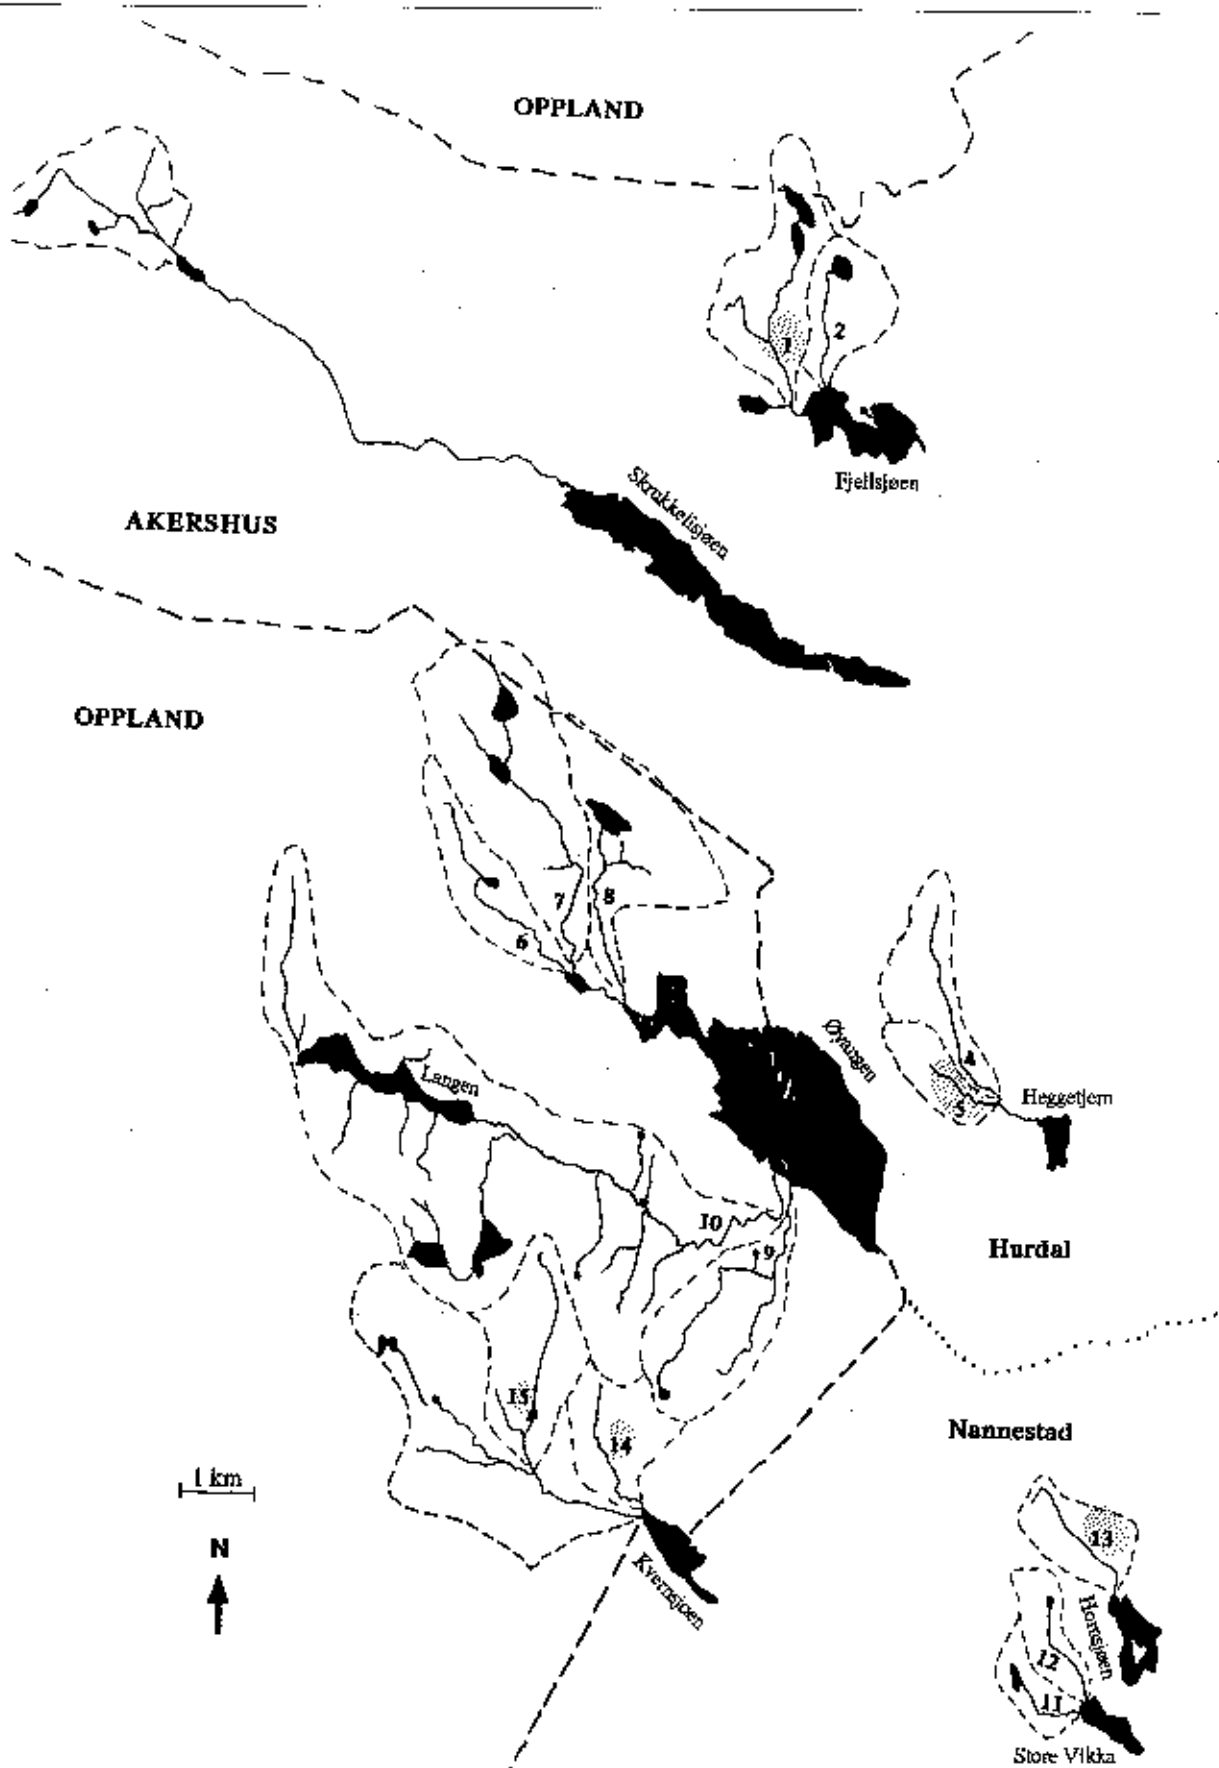 OPPLAND
1
2
Fjellsjøen
Skrukkelisjøen
AKERSHUS
OPPLAND
7
8
6
Øyangen
4
5
Heggetjern
Langen
10
9
Hurdal
15
14
Nannestad
1 km
N
13
Kvernsjøen
Hornsjøen
12
11
Store Vikka